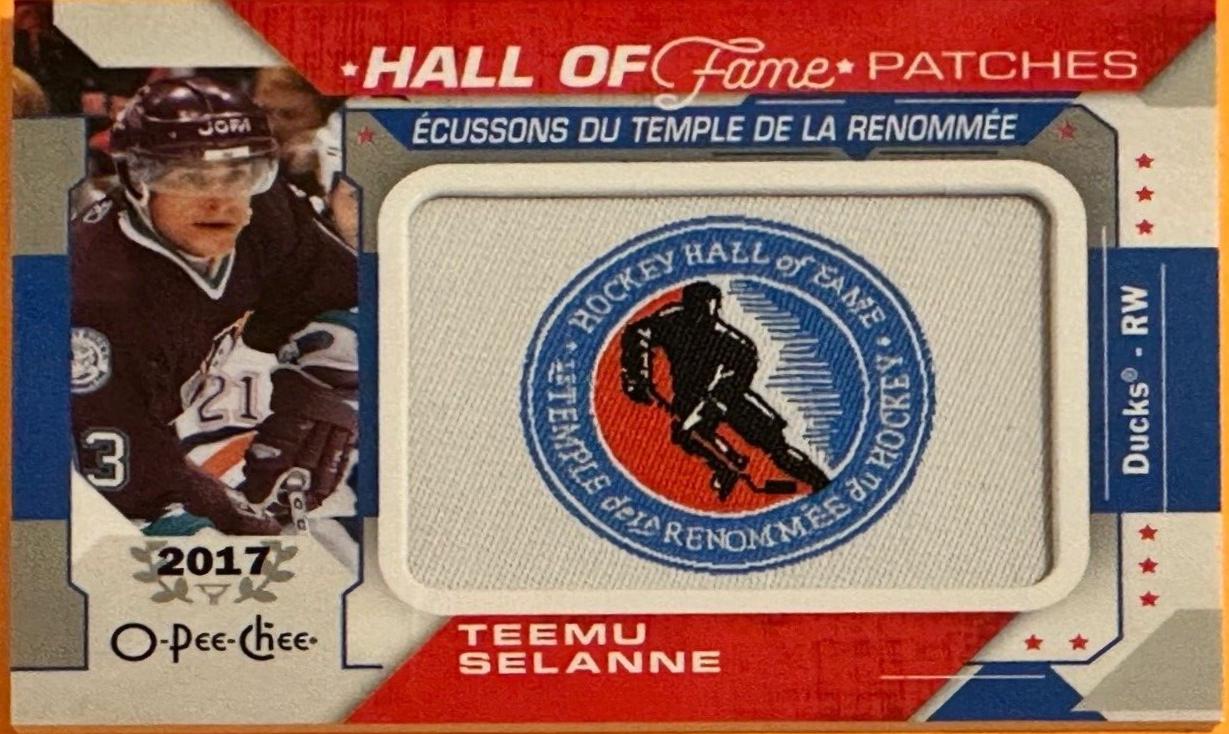 ★HALL OF Fame★ PATCHES
ÉCUSSONS DU TEMPLE DE LA RENOMMÉE
JOFA
HOCKEY HALL of FAME
LE TEMPLE de la RENOMMÉE du HOCKEY
21
3
Ducks® - RW
2017
O-Pee-Chee®
TEEMU
SELANNE